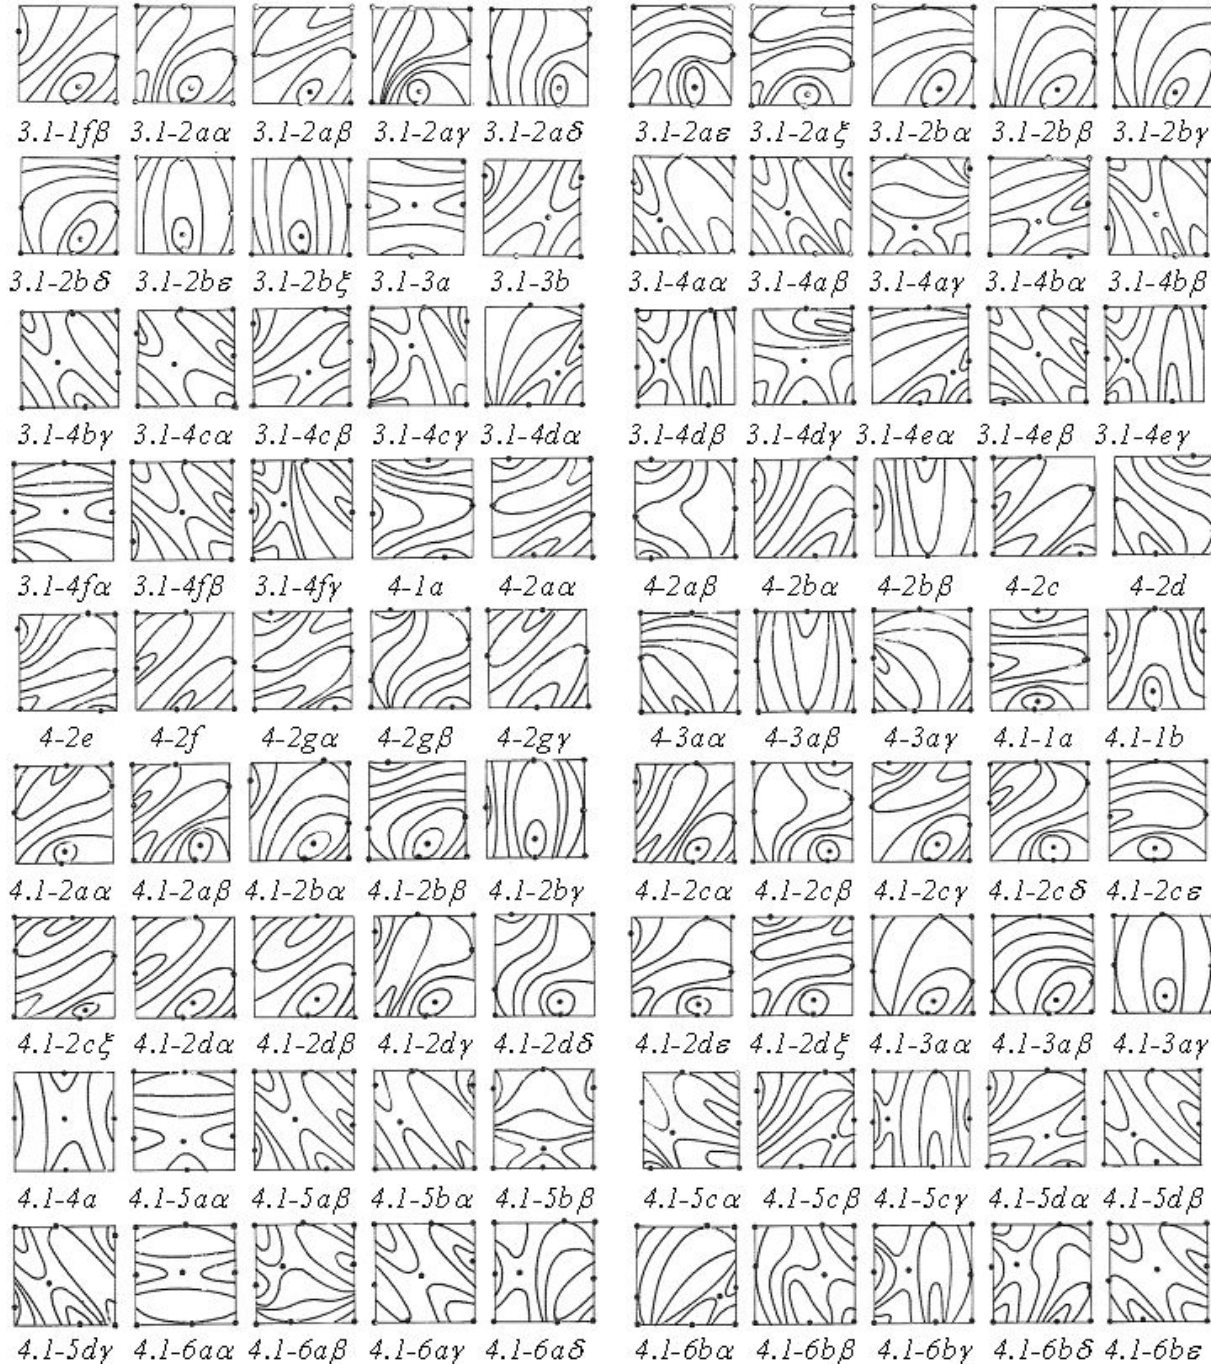 3.1-1fβ 3.1-2aα 3.1-2aβ 3.1-2aγ 3.1-2aδ 3.1-2aε 3.1-2aξ 3.1-2bα 3.1-2bβ 3.1-2bγ
3.1-2bδ 3.1-2bε 3.1-2bξ 3.1-3a 3.1-3b 3.1-4aα 3.1-4aβ 3.1-4aγ 3.1-4bα 3.1-4bβ
3.1-4bγ 3.1-4cα 3.1-4cβ 3.1-4cγ 3.1-4dα 3.1-4dβ 3.1-4dγ 3.1-4eα 3.1-4eβ 3.1-4eγ
3.1-4fα 3.1-4fβ 3.1-4fγ 4-1a 4-2aα 4-2aβ 4-2bα 4-2bβ 4-2c 4-2d
4-2e 4-2f 4-2gα 4-2gβ 4-2gγ 4-3aα 4-3aβ 4-3aγ 4.1-1a 4.1-1b
4.1-2aα 4.1-2aβ 4.1-2bα 4.1-2bβ 4.1-2bγ 4.1-2cα 4.1-2cβ 4.1-2cγ 4.1-2cδ 4.1-2cε
4.1-2cξ 4.1-2dα 4.1-2dβ 4.1-2dγ 4.1-2dδ 4.1-2dε 4.1-2dξ 4.1-3aα 4.1-3aβ 4.1-3aγ
4.1-4a 4.1-5aα 4.1-5aβ 4.1-5bα 4.1-5bβ 4.1-5cα 4.1-5cβ 4.1-5cγ 4.1-5dα 4.1-5dβ
4.1-5dγ 4.1-6aα 4.1-6aβ 4.1-6aγ 4.1-6aδ 4.1-6bα 4.1-6bβ 4.1-6bγ 4.1-6bδ 4.1-6bε